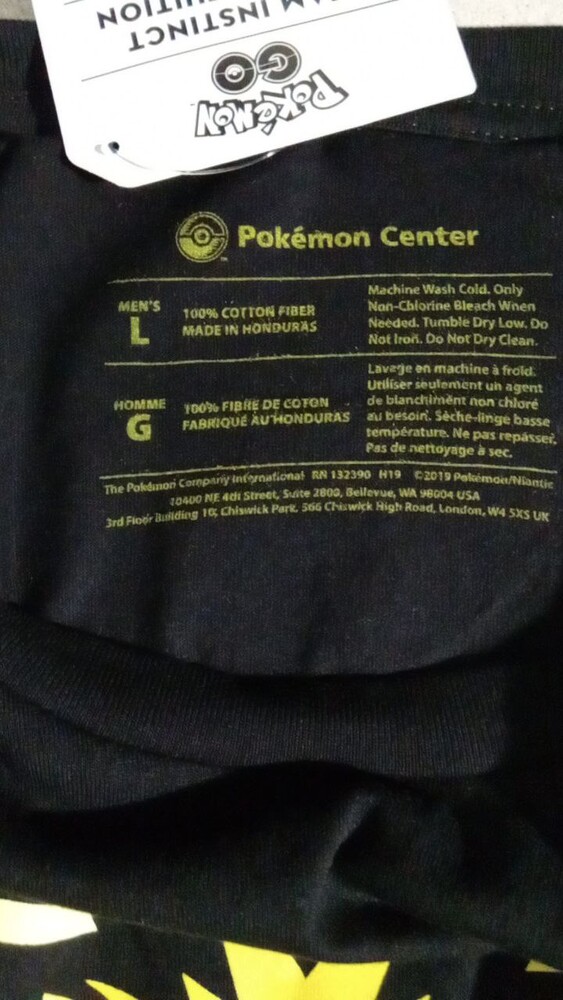 AM INSTINCT
POKÉMON
GO
Pokémon Center
MEN'S
L
100% COTTON FIBER
MADE IN HONDURAS
Machine Wash Cold. Only
Non-Chlorine Bleach When
Needed. Tumble Dry Low. Do
Not Iron. Do Not Dry Clean.
HOMME
G
100% FIBRE DE COTON
FABRIQUÉ AU HONDURAS
Lavage en machine à froid.
Utiliser seulement un agent
de blanchiment non chloré
au besoin. Sèche-linge basse
température. Ne pas repasser.
Pas de nettoyage à sec.
The Pokémon Company International RN 132390 H19 ©2019 Pokémon/Niantic
10400 NE 4th Street, Suite 2800, Bellevue, WA 98004 USA
3rd Floor Building 10, Chiswick Park, 566 Chiswick High Road, London, W4 5XS UK